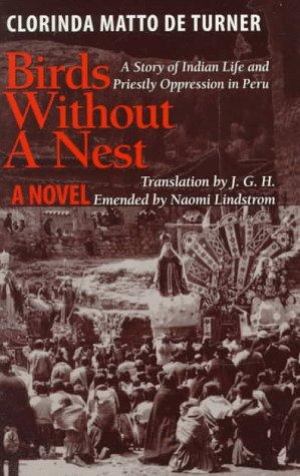 CLORINDA MATTO DE TURNER
Birds
Without
A Nest
A Story of Indian Life and
Priestly Oppression in Peru
A NOVEL
Translation by J. G. H.
Emended by Naomi Lindstrom